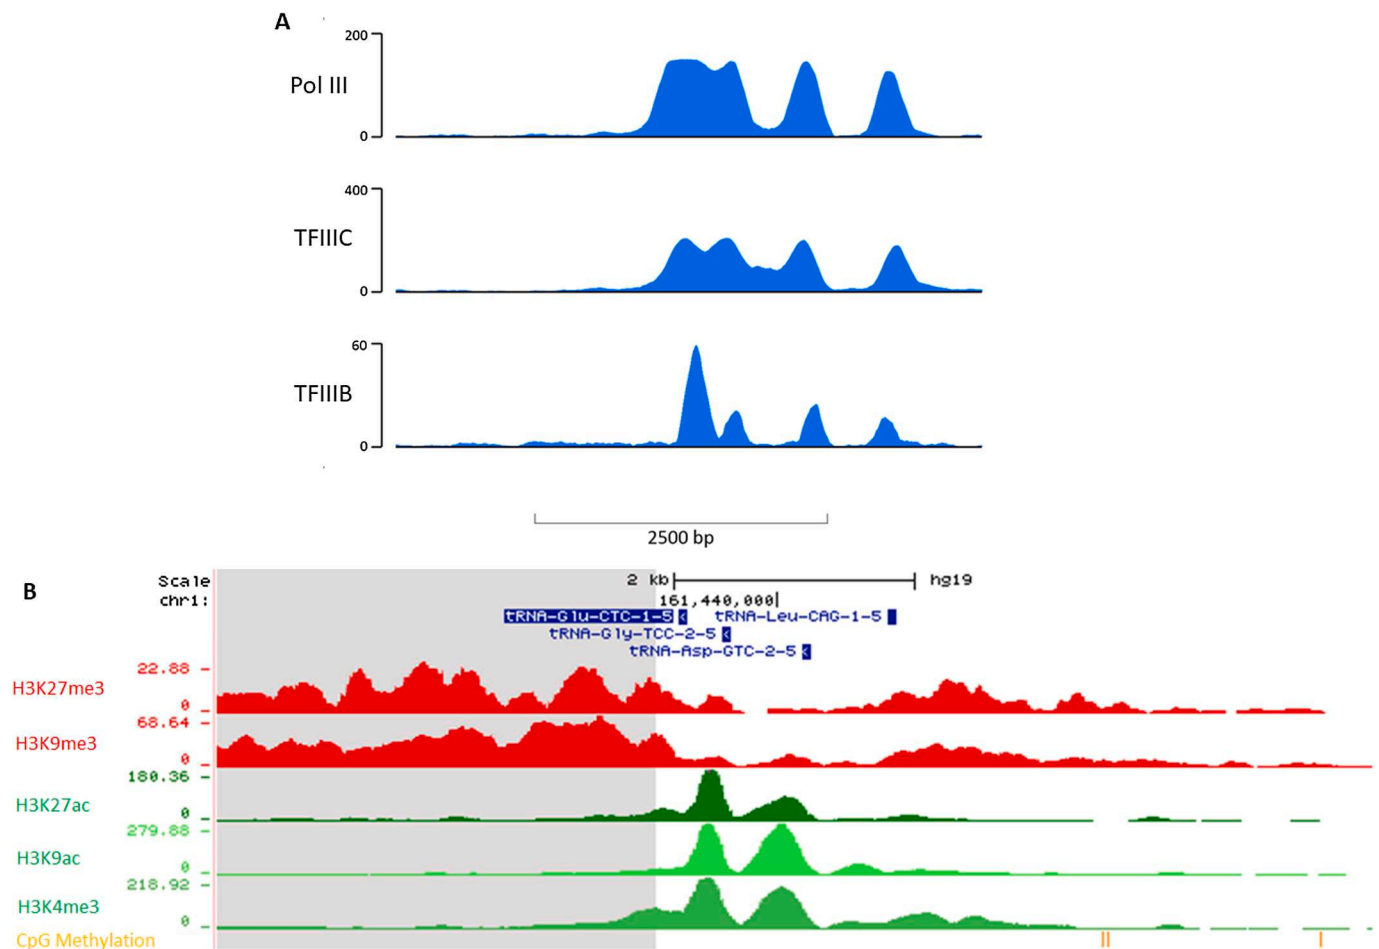 A
200
Pol III
0
400
TFIIIC
0
60
TFIIIB
0
2500 bp
B
Scale 2 kb hg19
chr1: 161,440,000|
tRNA-Glu-CTC-1-5 tRNA-Leu-CAG-1-5
tRNA-Gly-TCC-2-5
tRNA-Asp-GTC-2-5
22.88
H3K27me3
0
68.64
H3K9me3
0
180.36
H3K27ac
0
279.88
H3K9ac
0
218.92
H3K4me3
0
CpG Methylation